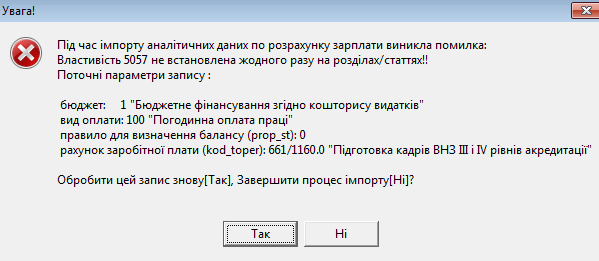 Увага!
Під час імпорту аналітичних даних по розрахунку зарплати виникла помилка:
Властивість 5057 не встановлена жодного разу на розділах/статтях!!
Поточні параметри запису :
бюджет: 1 "Бюджетне фінансування згідно кошторису видатків"
вид оплати: 100 "Погодинна оплата праці"
правило для визначення балансу (prop_st): 0
рахунок заробітної плати (kod_toper): 661/1160.0 "Підготовка кадрів ВНЗ III і IV рівнів акредитації"
Обробити цей запис знову[Так], Завершити процес імпорту[Ні]?
Так
Ні